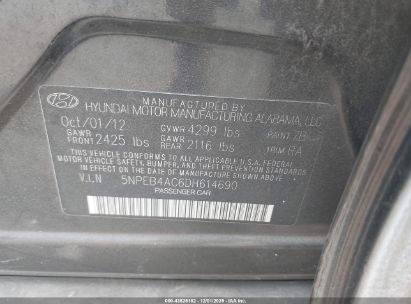 MANUFACTURED BY
HYUNDAI MOTOR MANUFACTURING ALABAMA, LLC
Oct/01/12 GVWR 4299 lbs PAINT
GAWR FRONT 2425 lbs GAWR REAR 2116 lbs TRIM RA
THIS VEHICLE CONFORMS TO ALL APPLICABLE U.S.A. FEDERAL
MOTOR VEHICLE SAFETY, BUMPER, AND THEFT PREVENTION
STANDARDS IN EFFECT ON THE DATE OF MANUFACTURE SHOWN ABOVE.
V.I.N 5NPEB4AC6DH614690
PASSENGER CAR